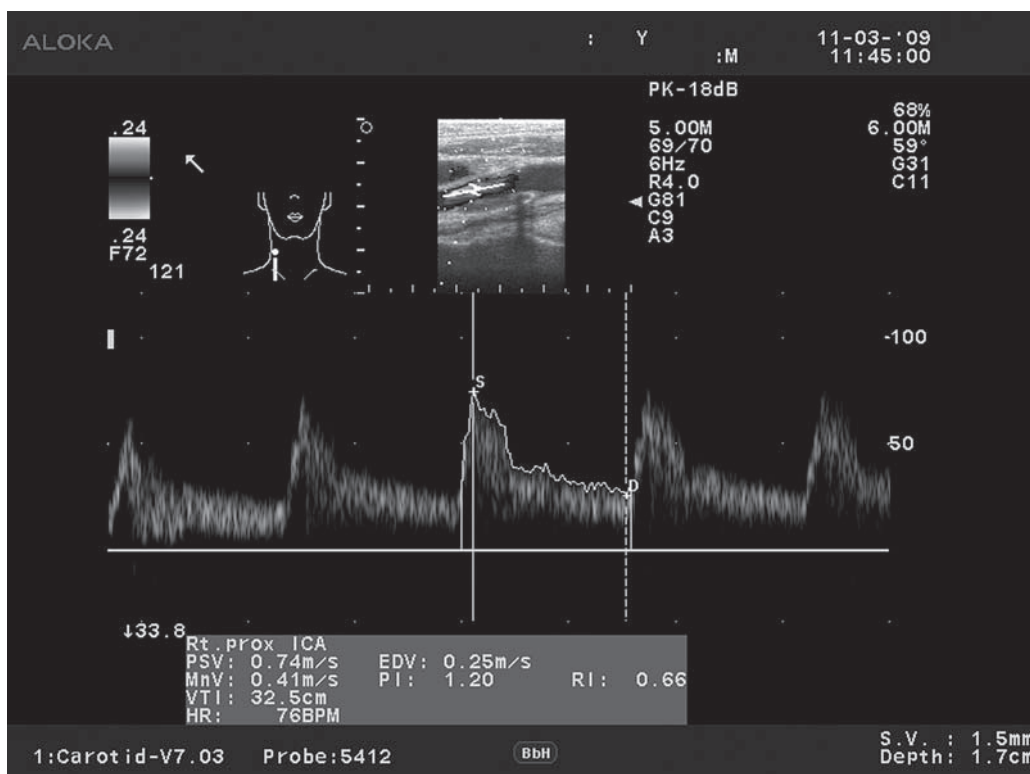 ALOKA
: Y
:M
11-03-'09
11:45:00
PK-18dB
5.00M
69/70
6Hz
R4.0
G81
C9
A3
68%
6.00M
59°
G31
C11
.24
.24
F72
121
100
S
50
D
↓33.8
Rt.prox ICA
PSV: 0.74m/s EDV: 0.25m/s
MnV: 0.41m/s PI: 1.20 RI: 0.66
VTI: 32.5cm
HR: 76BPM
1:Carotid-V7.03 Probe:5412 BbH
S.V. : 1.5mm
Depth: 1.7cm